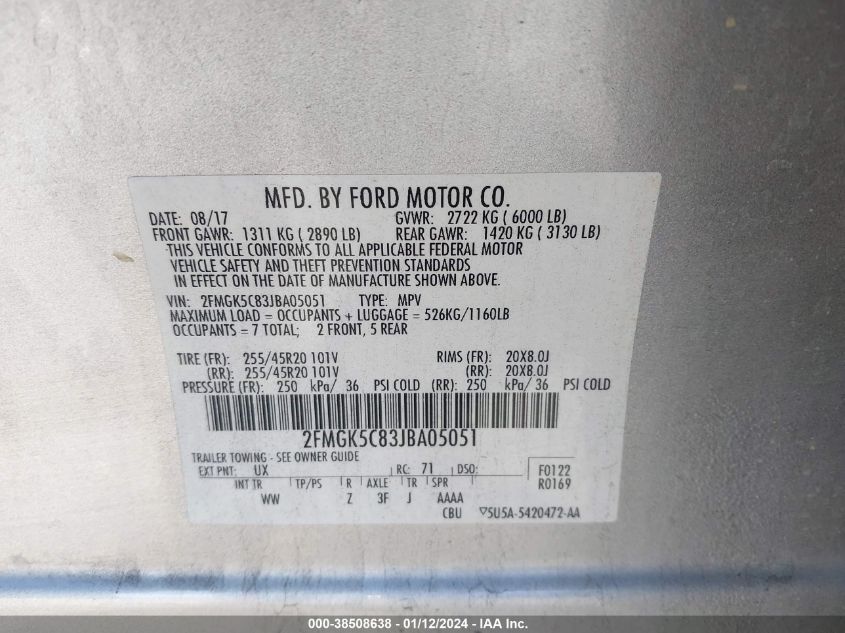 MFD. BY FORD MOTOR CO.
DATE: 08/17 GVWR: 2722 KG ( 6000 LB)
FRONT GAWR: 1311 KG ( 2890 LB) REAR GAWR: 1420 KG ( 3130 LB)
THIS VEHICLE CONFORMS TO ALL APPLICABLE FEDERAL MOTOR
VEHICLE SAFETY AND THEFT PREVENTION STANDARDS
IN EFFECT ON THE DATE OF MANUFACTURE SHOWN ABOVE.
VIN: 2FMGK5C83JBA05051 TYPE: MPV
MAXIMUM LOAD = OCCUPANTS + LUGGAGE = 526KG/1160LB
OCCUPANTS = 7 TOTAL; 2 FRONT, 5 REAR
TIRE (FR): 255/45R20 101V RIMS (FR): 20X8.0J
(RR): 255/45R20 101V (RR): 20X8.0J
PRESSURE (FR): 250 kPa/ 36 PSI COLD (RR): 250 kPa/ 36 PSI COLD
2FMGK5C83JBA05051
TRAILER TOWING - SEE OWNER GUIDE
EXT PNT: UX RC: 71 DSO: F0122
INT TR TP/PS R AXLE TR SPR R0169
WW Z 3F J AAAA
CBU ▽5U5A-5420472-AA
000-38508638 - 01/12/2024 - IAA Inc.